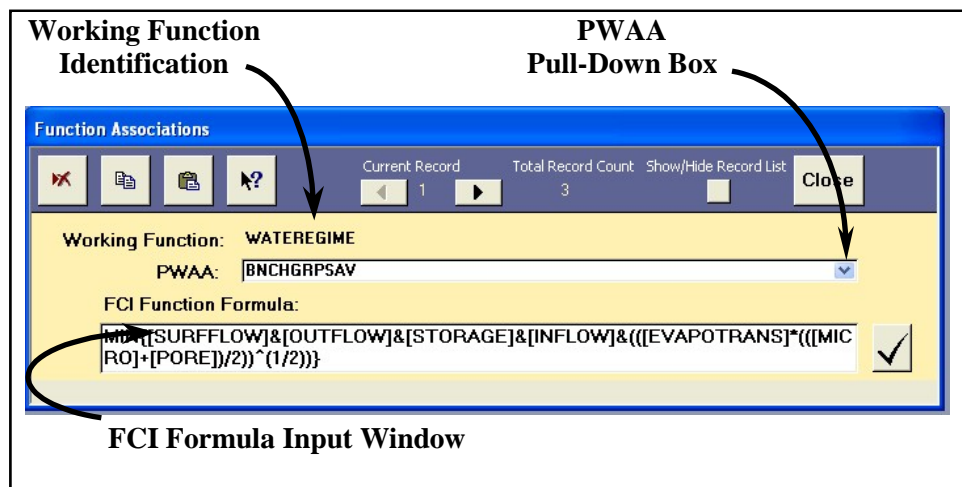 Working Function
Identification
PWAA
Pull-Down Box
Function Associations
Current Record
Total Record Count
Show/Hide Record List
Close
1
3
Working Function: WATEREGIME
PWAA: BNCHGRPSAV
FCI Function Formula:
MIN{[SURFFLOW]&[OUTFLOW]&[STORAGE]&[INFLOW]&(([EVAPOTRANS]*(([MIC
RO]+[PORE])/2))^(1/2))}
FCI Formula Input Window